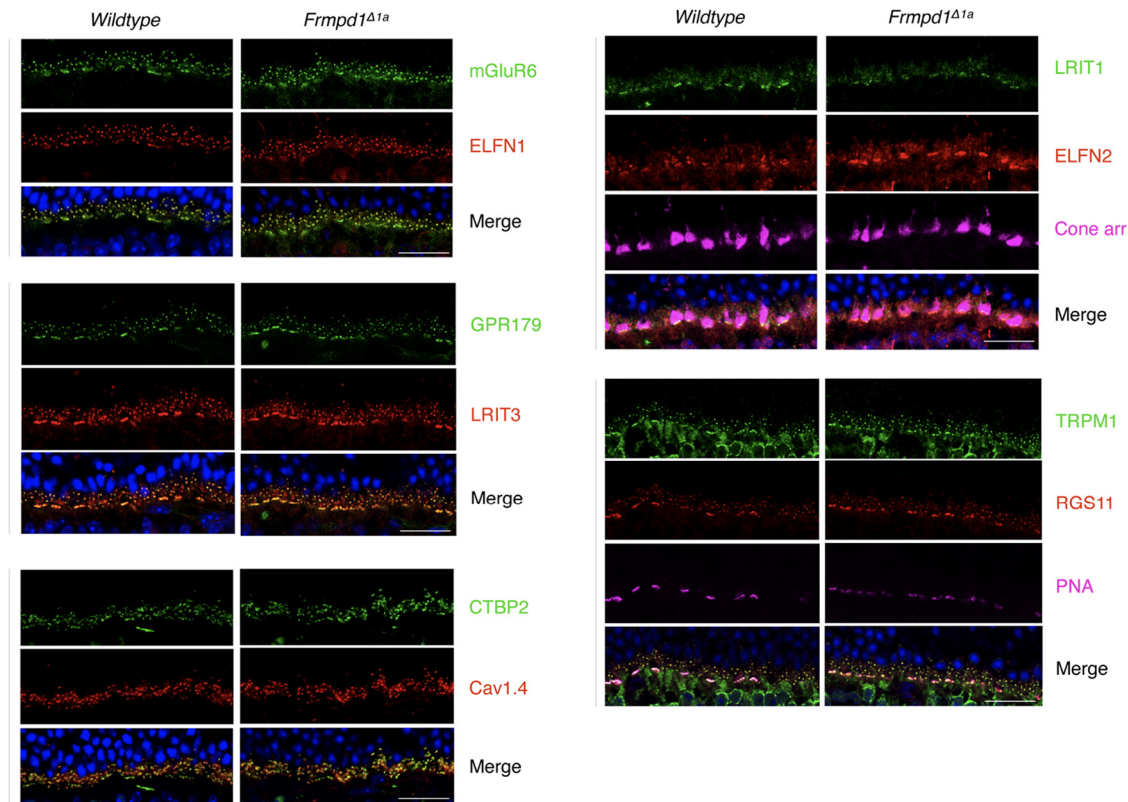 Wildtype
Frmpd1Δ1a
mGluR6
ELFN1
Merge
GPR179
LRIT3
Merge
CTBP2
Cav1.4
Merge
Wildtype
Frmpd1Δ1a
LRIT1
ELFN2
Cone arr
Merge
TRPM1
RGS11
PNA
Merge